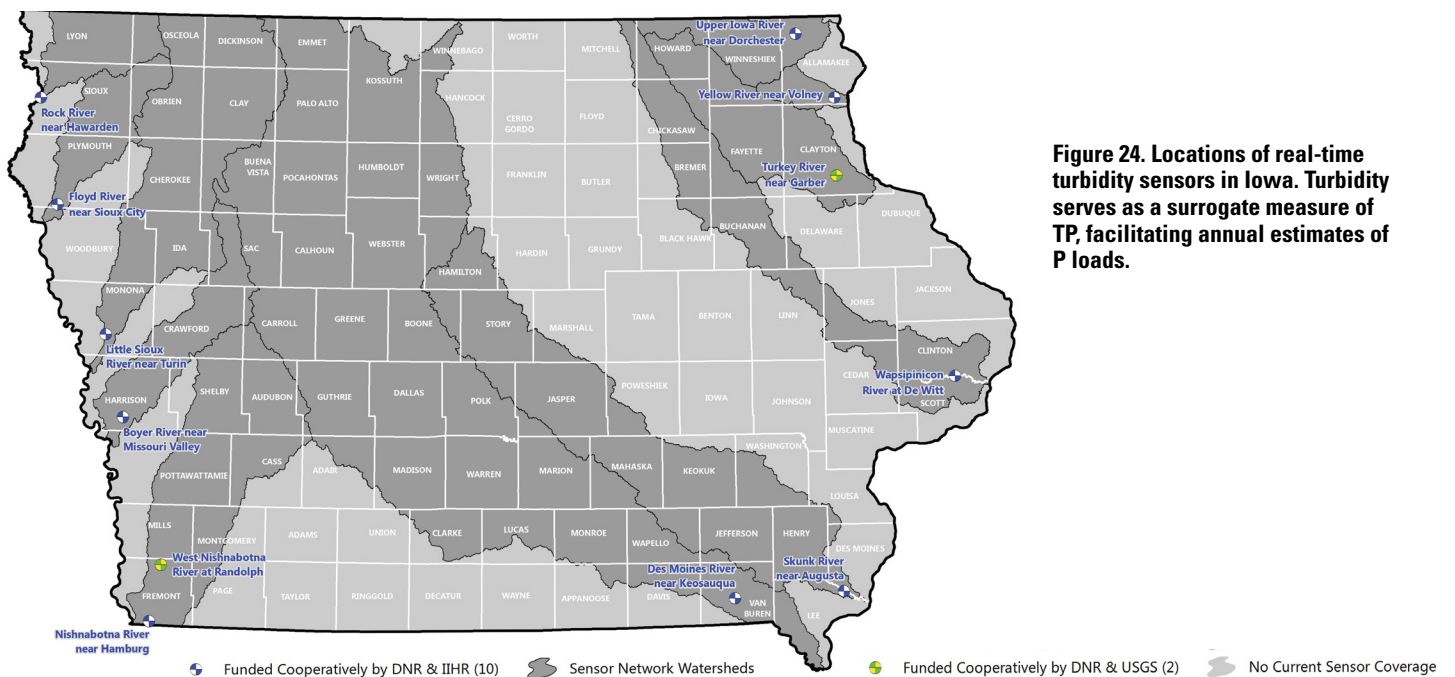 LYON
OSCEOLA
DICKINSON
EMMET
WINNEBAGO
WORTH
MITCHELL
HOWARD
Upper Iowa River
near Dorchester
WINNESHIEK
ALLAMAKEE
SIOUX
OBRIEN
CLAY
PALO ALTO
KOSSUTH
HANCOCK
CERRO
GORDO
FLOYD
CHICKASAW
Yellow River near Volney
Rock River
near Hawarden
PLYMOUTH
CHEROKEE
BUENA
VISTA
POCAHONTAS
HUMBOLDT
WRIGHT
FRANKLIN
BUTLER
BREMER
FAYETTE
CLAYTON
Turkey River
near Garber
Floyd River
near Sioux City
WOODBURY
IDA
SAC
CALHOUN
WEBSTER
HAMILTON
HARDIN
GRUNDY
BLACK HAWK
BUCHANAN
DELAWARE
DUBUQUE
MONONA
CRAWFORD
CARROLL
GREENE
BOONE
STORY
MARSHALL
TAMA
BENTON
LINN
JONES
JACKSON
Little Sioux
River near Turin
HARRISON
SHELBY
AUDUBON
GUTHRIE
DALLAS
POLK
JASPER
POWESHIEK
IOWA
JOHNSON
CEDAR
CLINTON
Wapsipinicon
River at De Witt
SCOTT
Boyer River near
Missouri Valley
MUSCATINE
POTTAWATTAMIE
CASS
ADAIR
MADISON
WARREN
MARION
MAHASKA
KEOKUK
WASHINGTON
LOUISA
MILLS
MONTGOMERY
ADAMS
UNION
CLARKE
LUCAS
MONROE
WAPELLO
JEFFERSON
HENRY
DES MOINES
West Nishnabotna
River at Randolph
Des Moines River
near Keosauqua
Skunk River
near Augusta
FREMONT
PAGE
TAYLOR
RINGGOLD
DECATUR
WAYNE
APPANOOSE
DAVIS
VAN
BUREN
LEE
Nishnabotna River
near Hamburg
Funded Cooperatively by DNR & IIHR (10)
Sensor Network Watersheds
Funded Cooperatively by DNR & USGS (2)
No Current Sensor Coverage
Figure 24. Locations of real-time
turbidity sensors in Iowa. Turbidity
serves as a surrogate measure of
TP, facilitating annual estimates of
P loads.